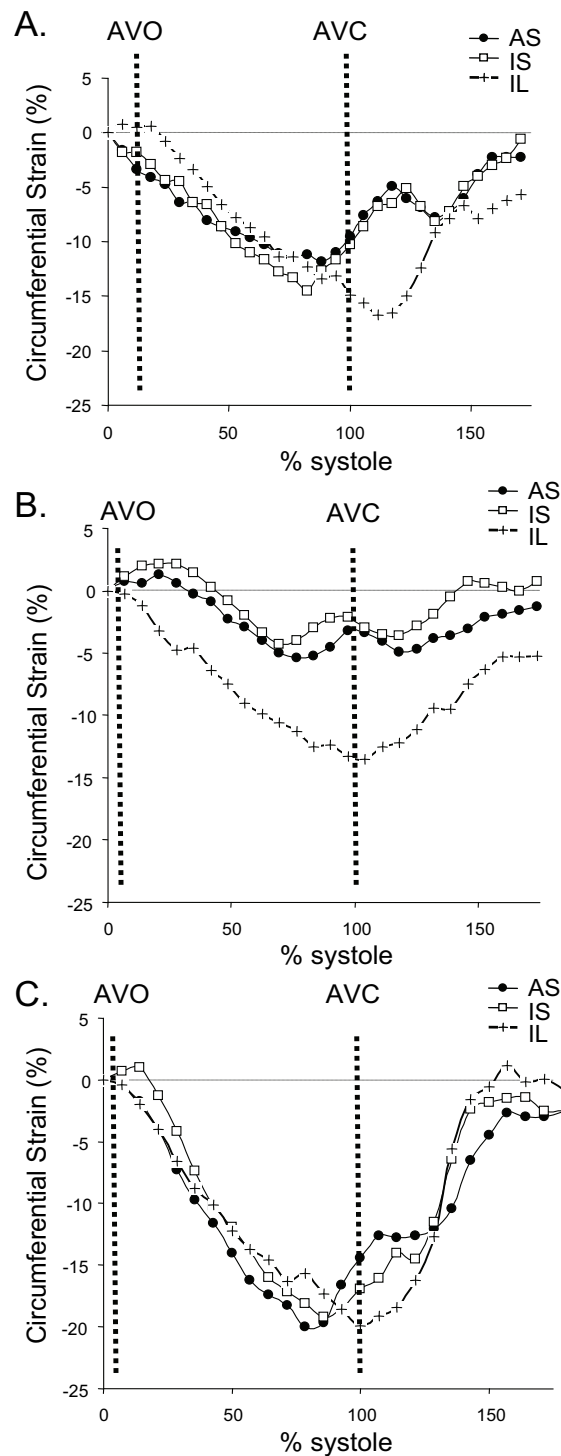 A.
AVO AVC
AS
IS
IL
Circumferential Strain (%)
5
0
-5
-10
-15
-20
-25
0 50 100 150
% systole
B.
AVO AVC
AS
IS
IL
Circumferential Strain (%)
5
0
-5
-10
-15
-20
-25
0 50 100 150
% systole
C.
AVO AVC
AS
IS
IL
Circumferential Strain (%)
5
0
-5
-10
-15
-20
-25
0 50 100 150
% systole